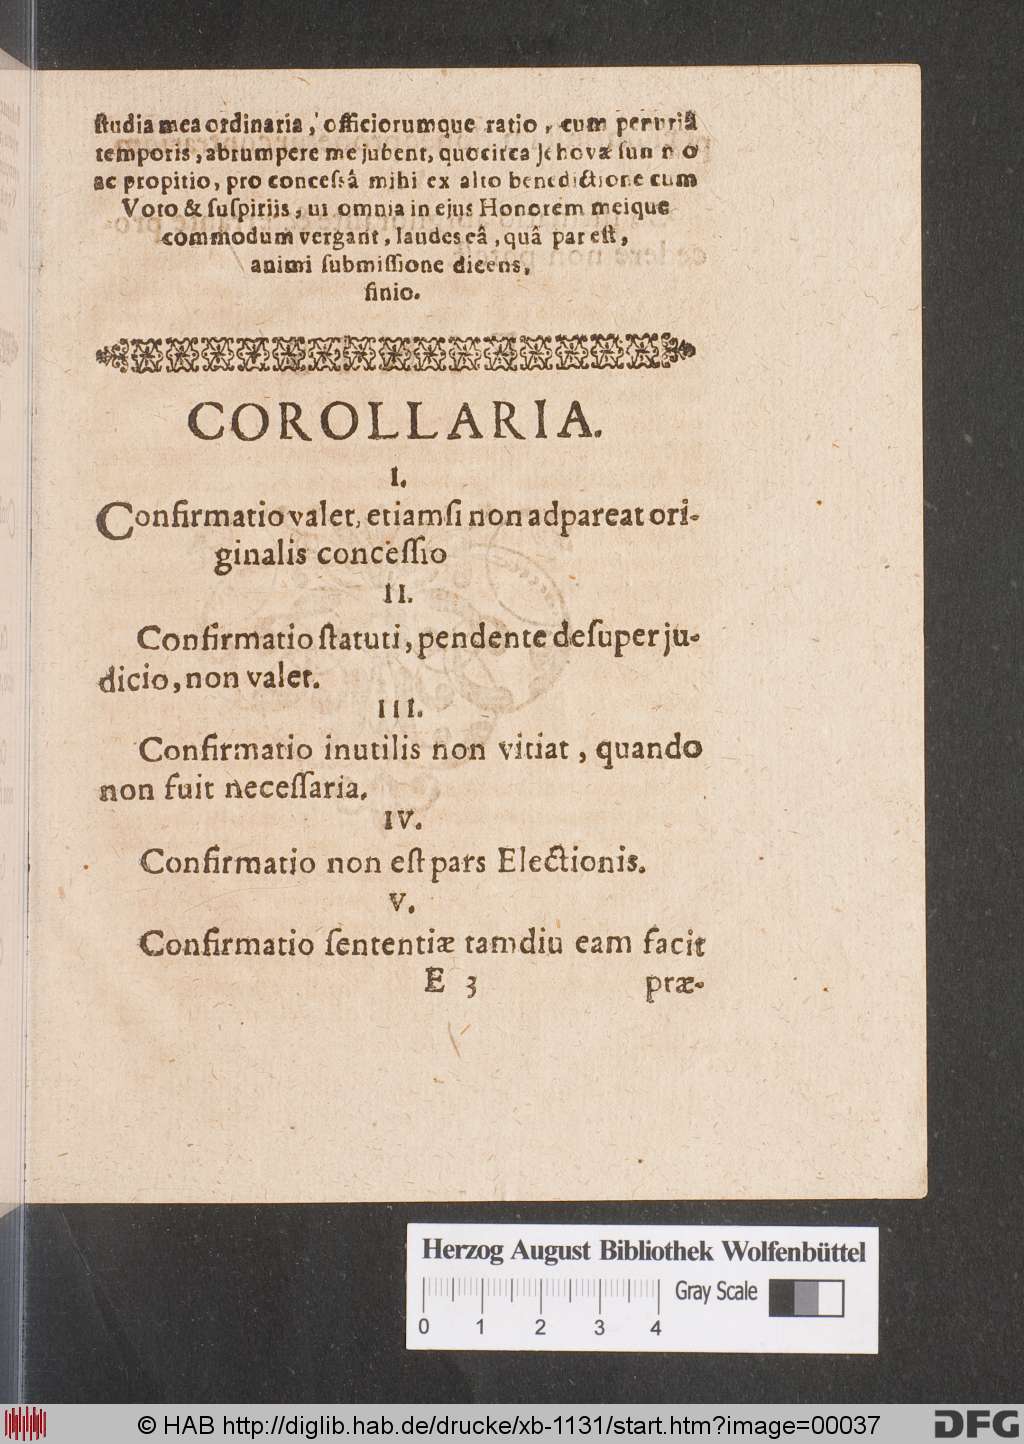 ſtudia mea ordinaria, officiorumque ratio, cum penuriâ
temporis, abrumpere me jubent, quocirca Jehovæ ſummo
ac propitio, pro conceſsâ mihi ex alto benedictione cum
Voto & ſuſpiriis, ut omnia in ejus Honorem meique
commodum vergant, laudes eâ, quâ par eſt,
animi ſubmiſſione dicens,
finio.
COROLLARIA.
I.
Confirmatio valet, etiamſi non adpareat ori-
ginalis conceſſio
II.
Confirmatio ſtatuti, pendente deſuper ju-
dicio, non valet.
III.
Confirmatio inutilis non vitiat, quando
non fuit neceſſaria.
IV.
Confirmatio non eſt pars Electionis.
V.
Confirmatio ſententiæ tamdiu eam facit
E 3 præ-
Herzog August Bibliothek Wolfenbüttel
Gray Scale
0 1 2 3 4
© HAB http://diglib.hab.de/drucke/xb-1131/start.htm?image=00037
DFG